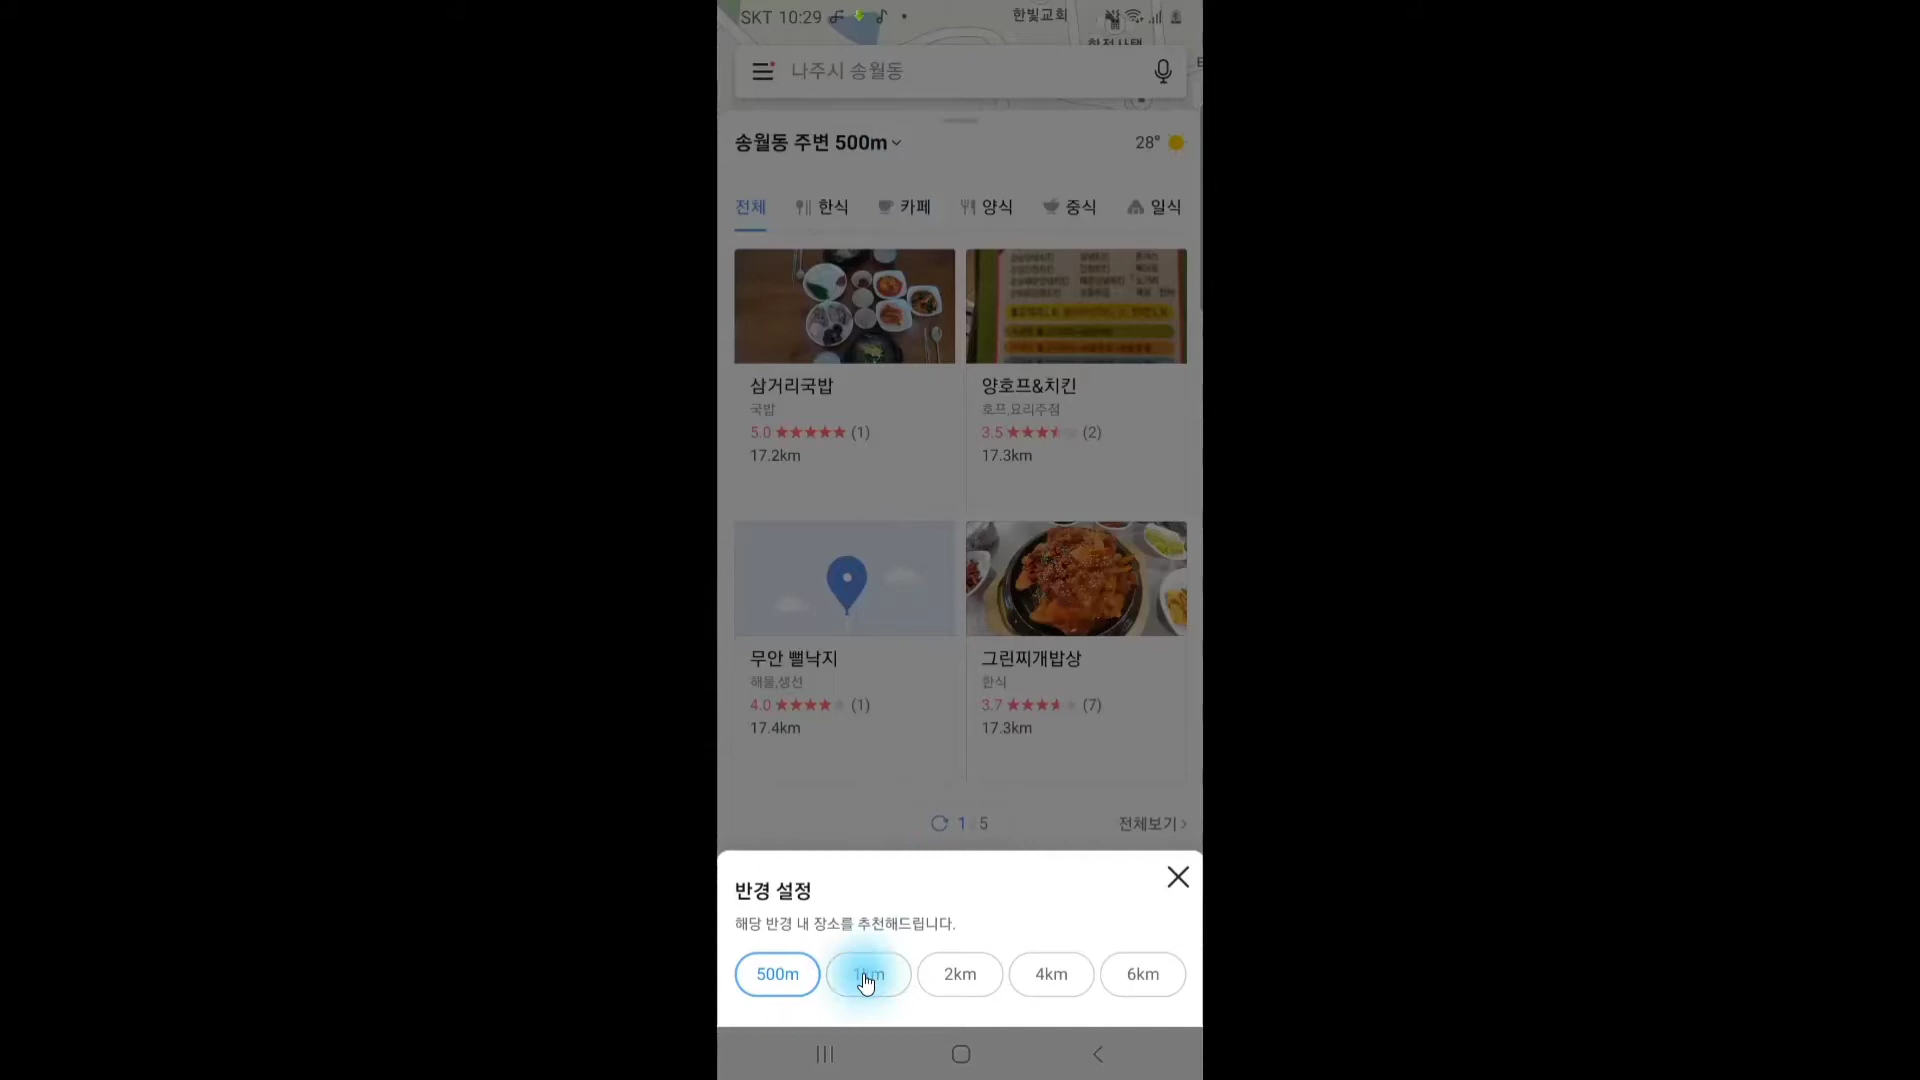 SKT 10:29
한빛교회
한전사택
나주시 송월동
송월동 주변 500m
28°
전체 한식 카페 양식 중식 일식
삼거리국밥
국밥
5.0 ★★★★★ (1)
17.2km
양호프&치킨
호프,요리주점
3.5 ★★★★ (2)
17.3km
무안 뻘낙지
해물,생선
4.0 ★★★★★ (1)
17.4km
그린찌개밥상
한식
3.7 ★★★★★ (7)
17.3km
1 5
전체보기 >
반경 설정
해당 반경 내 장소를 추천해드립니다.
500m 1km 2km 4km 6km